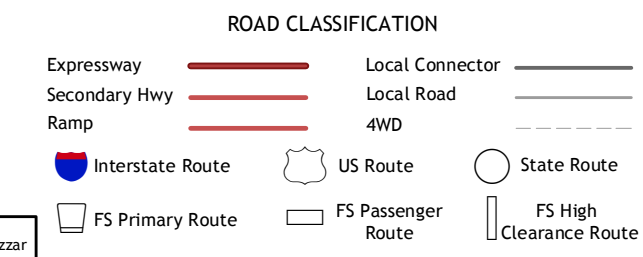 ROAD CLASSIFICATION
Expressway
Local Connector
Secondary Hwy
Local Road
Ramp
4WD
Interstate Route
US Route
State Route
FS Primary Route
FS Passenger
Route
FS High
Clearance Route
zzar